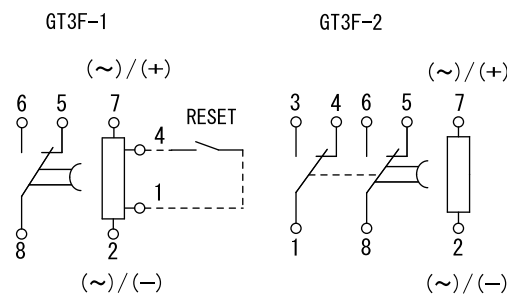 GT3F-1 GT3F-2
(~)/(+) (~)/(+)
6 5 7 3 4 6 5 7
4 RESET
1
8 2 1 8 2
(~)/(−) (~)/(−)